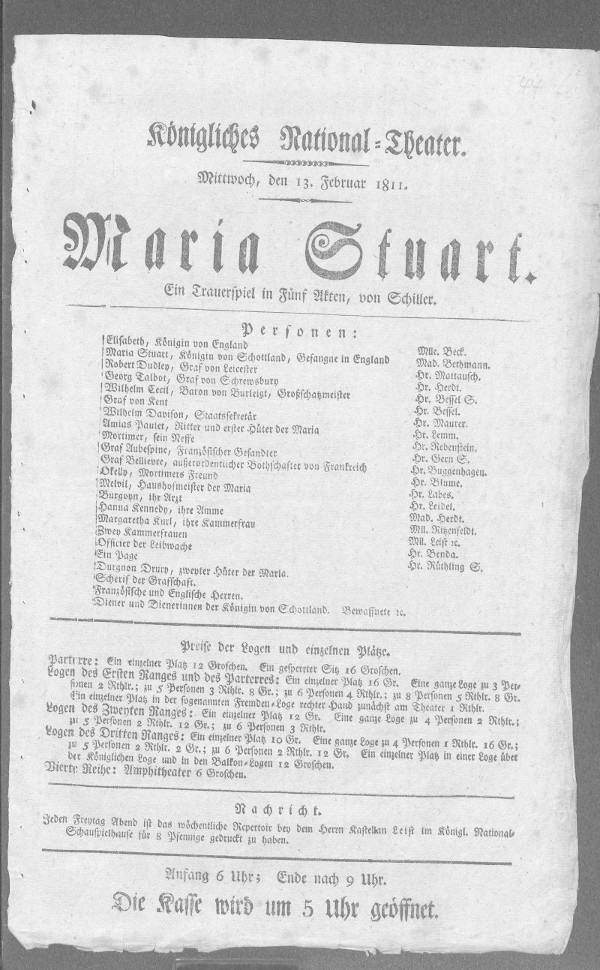 44
Königliches National-Theater.
Mittwoch, den 13. Februar 1811.
Maria Stuart.
Ein Trauerspiel in Fünf Akten, von Schiller.
Personen:
Elisabeth, Königin von England Mlle. Beck.
Maria Stuart, Königin von Schottland, Gefangne in England Mad. Bethmann.
Robert Dudley, Graf von Leicester Hr. Mattausch.
Georg Talbot, Graf von Schrewsbury Hr. Herdt.
Wilhelm Cecil, Baron von Burleigt, Großschatzmeister Hr. Bessel S.
Graf von Kent Hr. Bessel.
Wilhelm Davison, Staatssekretär Hr. Maurer.
Amias Paulet, Ritter und erster Hüter der Maria Hr. Lemm.
Mortimer, sein Neffe Hr. Rebenstein.
Graf Aubespine, Französischer Gesandter Hr. Gern S.
Graf Bellievre, außerordentlicher Bothschafter von Frankreich Hr. Buggenhagen.
Okelly, Mortimers Freund Hr. Blume.
Melvil, Haushofmeister der Maria Hr. Labes.
Burgoyn, ihr Arzt Hr. Leidel.
Hanna Kennedy, ihre Amme Mad. Herdt.
Margaretha Kurl, ihre Kammerfrau Mll. Ritzenfeldt.
Zwey Kammerfrauen Mll. Leist ꝛc.
Officier der Leibwache Hr. Benda.
Ein Page Hr. Rüthling S.
Durgnon Drury, zweyter Hüter der Maria.
Scherif der Grafschaft.
Französische und Englische Herren.
Diener und Dienerinnen der Königin von Schottland. Bewaffnete ꝛc.
Preise der Logen und einzelnen Plätze.
Parterre: Ein einzelner Platz 12 Groschen. Ein gesperrter Sitz 16 Groschen.
Logen des Ersten Ranges und des Parterres: Ein einzelner Platz 16 Gr. Eine ganze Loge zu 3 Per-
sonen 2 Rthlr.; zu 5 Personen 3 Rthlr. 8 Gr.; zu 6 Personen 4 Rthlr.; zu 8 Personen 5 Rthlr. 8 Gr.
Ein einzelner Platz in der sogenannten Fremden-Loge rechter Hand zunächst am Theater 1 Rthlr.
Logen des Zweyten Ranges: Ein einzelner Platz 12 Gr. Eine ganze Loge zu 4 Personen 2 Rthlr.;
zu 5 Personen 2 Rthlr. 12 Gr.; zu 6 Personen 3 Rthlr.
Logen des Dritten Ranges: Ein einzelner Platz 10 Gr. Eine ganze Loge zu 4 Personen 1 Rthlr. 16 Gr.;
zu 5 Personen 2 Rthlr. 2 Gr.; zu 6 Personen 2 Rthlr. 12 Gr. Ein einzelner Platz in einer Loge über
der Königlichen Loge und in den Balkon-Logen 12 Groschen.
Vierte Reihe: Amphitheater 6 Groschen.
Nachricht.
Jeden Freytag Abend ist das wöchentliche Repertoir bey dem Herrn Kastellan Leist im Königl. National-
Schauspielhause für 8 Pfennige gedruckt zu haben.
Anfang 6 Uhr; Ende nach 9 Uhr.
Die Kasse wird um 5 Uhr geöffnet.